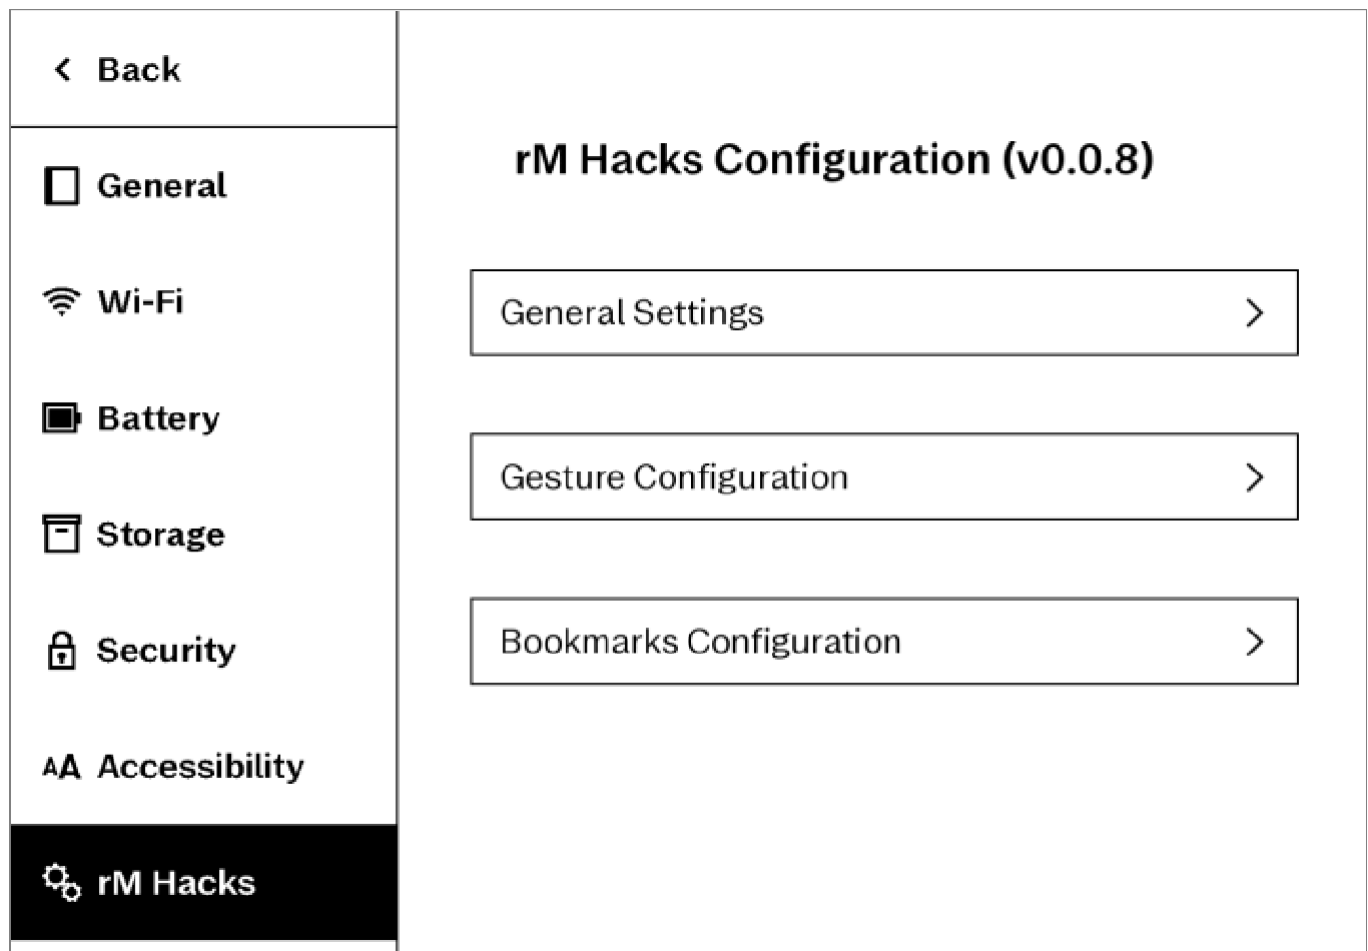 Back
General
Wi-Fi
Battery
Storage
Security
AA Accessibility
rM Hacks
rM Hacks Configuration (v0.0.8)
General Settings
Gesture Configuration
Bookmarks Configuration